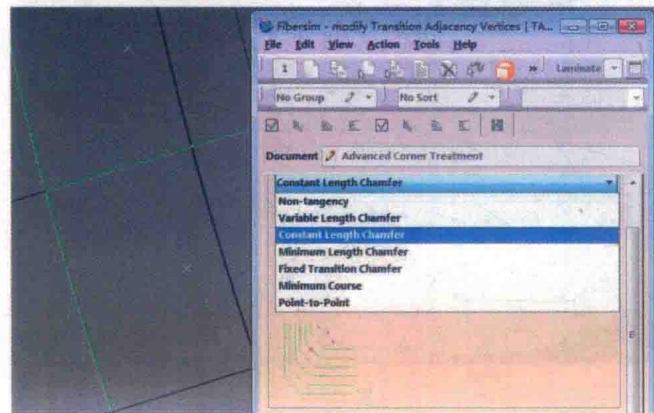 Fibersim - modify Transition Adjacency Vertices | TA...
File Edit View Action Tools Help
1 » Laminate
No Group No Sort
Document Advanced Corner Treatment
Constant Length Chamfer
Non-tangency
Variable Length Chamfer
Constant Length Chamfer
Minimum Length Chamfer
Fixed Transition Chamfer
Minimum Course
Point-to-Point